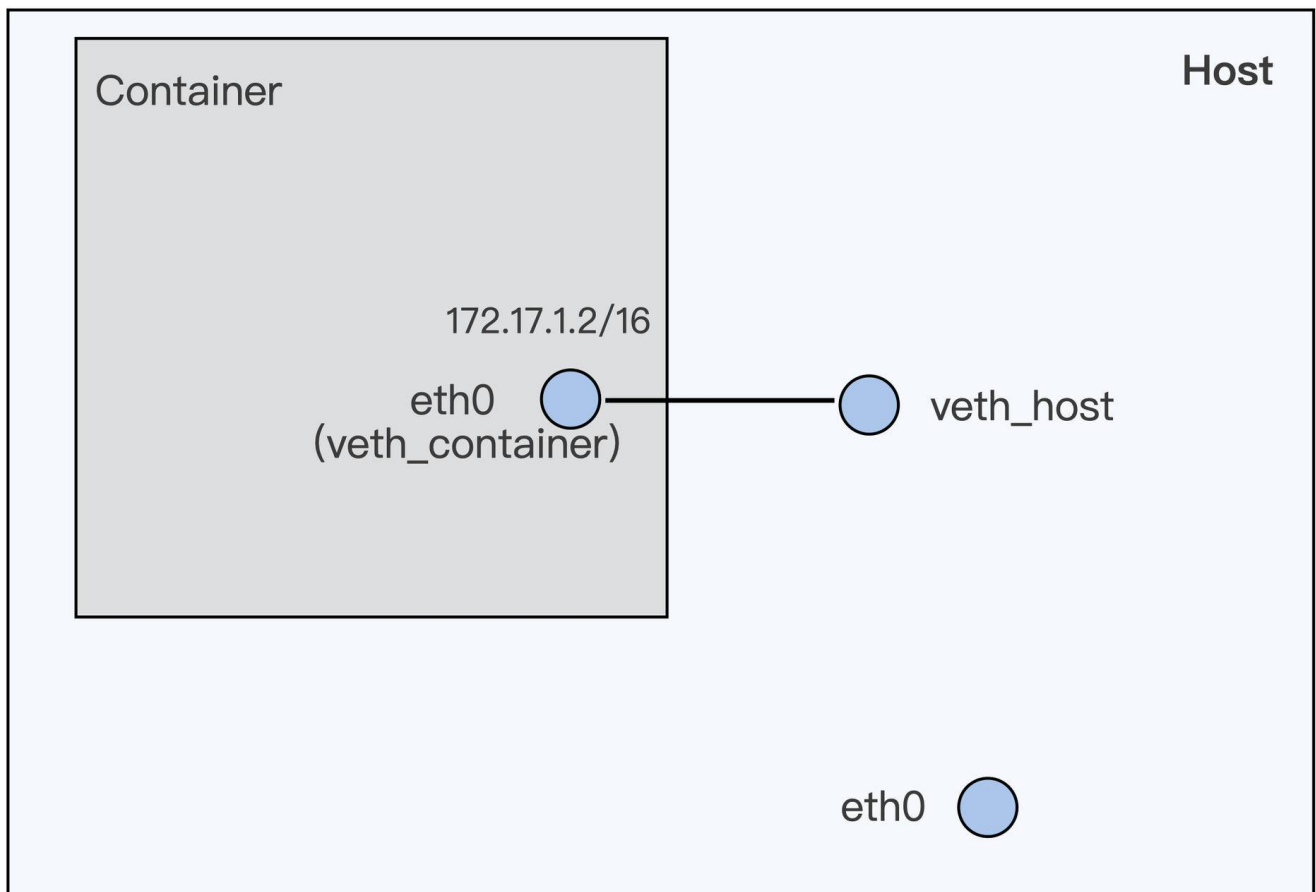 Host
Container
172.17.1.2/16
eth0
(veth_container)
veth_host
eth0